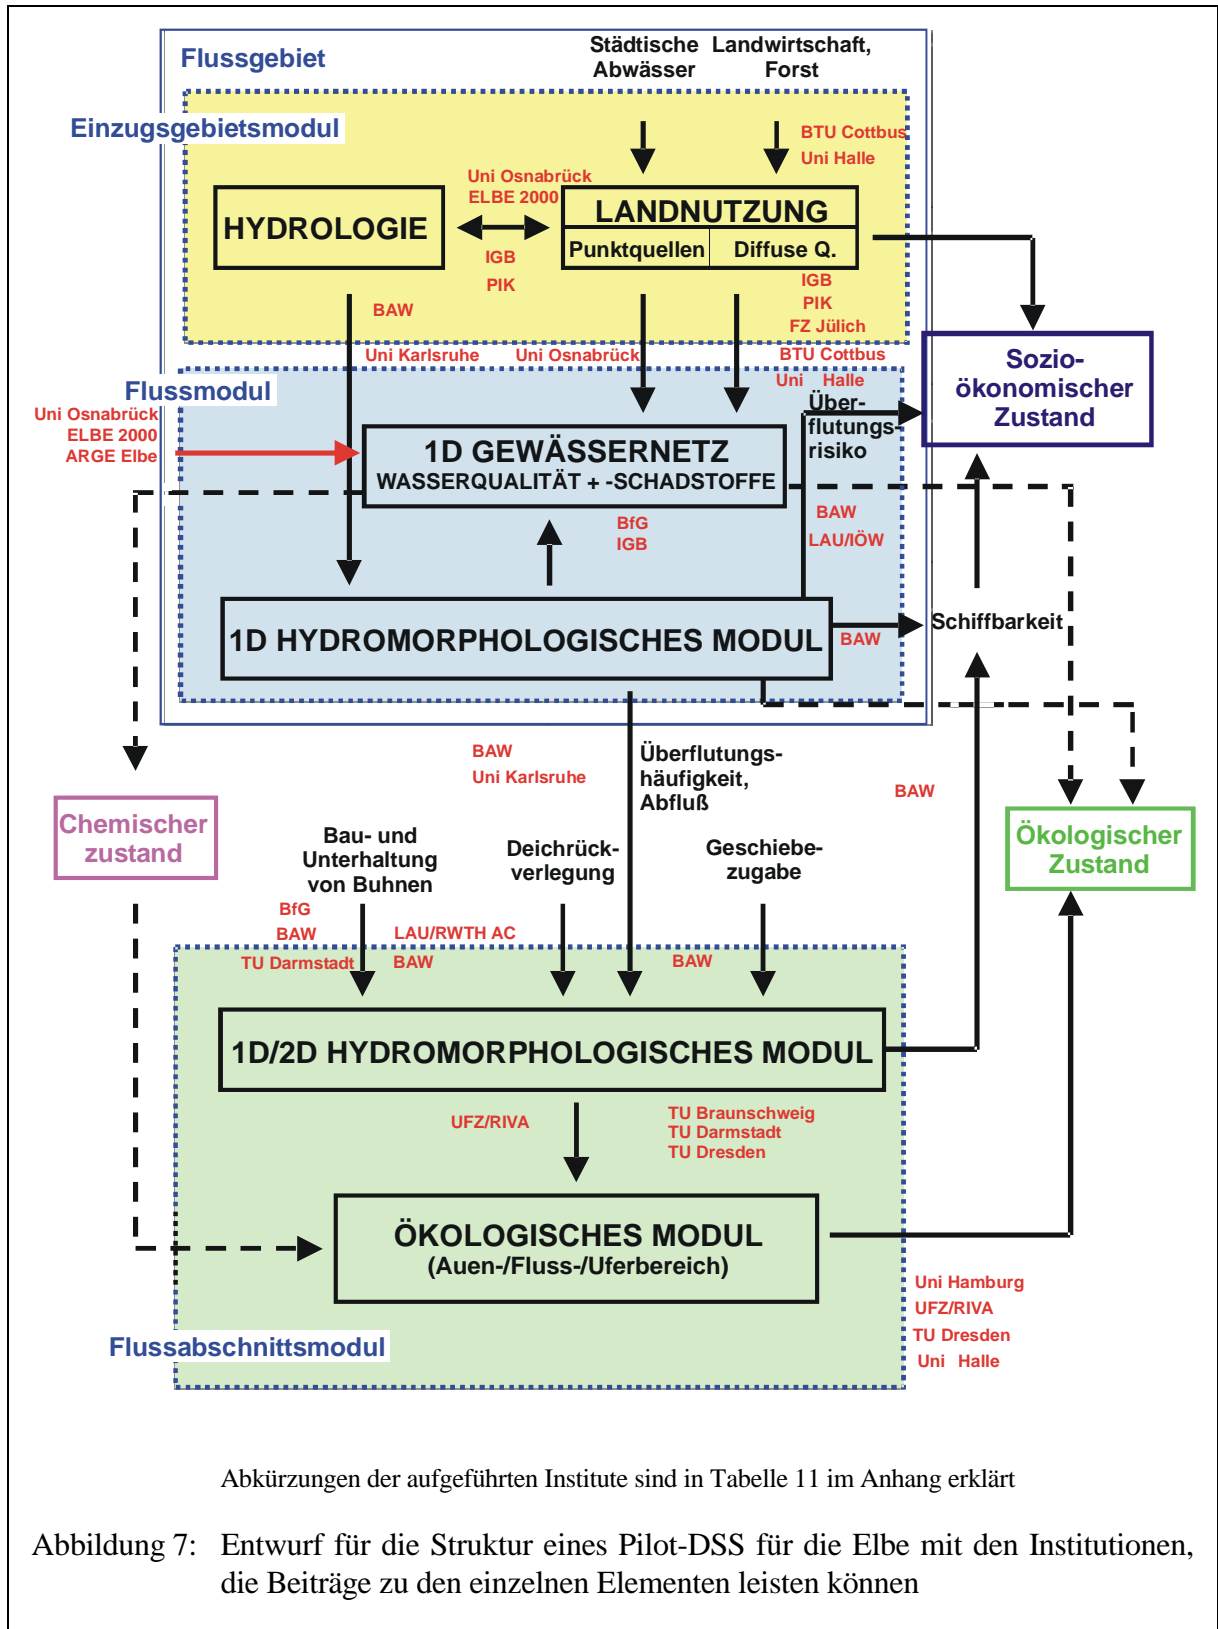 Städtische
Abwässer
Landwirtschaft,
Forst
Flussgebiet
Einzugsgebietsmodul
BTU Cottbus
Uni Halle
Uni Osnabrück
ELBE 2000
HYDROLOGIE
LANDNUTZUNG
Punktquellen
Diffuse Q.
IGB
PIK
IGB
PIK
FZ Jülich
BAW
Uni Karlsruhe
Uni Osnabrück
BTU Cottbus
Uni Halle
Sozio-
ökonomischer
Zustand
Flussmodul
Uni Osnabrück
ELBE 2000
ARGE Elbe
Über-
flutungs-
risiko
1D GEWÄSSERNETZ
WASSERQUALITÄT + -SCHADSTOFFE
BfG
IGB
BAW
LAU/IÖW
1D HYDROMORPHOLOGISCHES MODUL
BAW
Schiffbarkeit
BAW
Uni Karlsruhe
Überflutungs-
häufigkeit,
Abfluß
BAW
Chemischer
zustand
Ökologischer
Zustand
Bau- und
Unterhaltung
von Buhnen
Deichrück-
verlegung
Geschiebe-
zugabe
BfG
BAW
TU Darmstadt
LAU/RWTH AC
BAW
BAW
1D/2D HYDROMORPHOLOGISCHES MODUL
UFZ/RIVA
TU Braunschweig
TU Darmstadt
TU Dresden
ÖKOLOGISCHES MODUL
(Auen-/Fluss-/Uferbereich)
Uni Hamburg
UFZ/RIVA
TU Dresden
Uni Halle
Flussabschnittsmodul
Abkürzungen der aufgeführten Institute sind in Tabelle 11 im Anhang erklärt
Abbildung 7: Entwurf für die Struktur eines Pilot-DSS für die Elbe mit den Institutionen,
die Beiträge zu den einzelnen Elementen leisten können